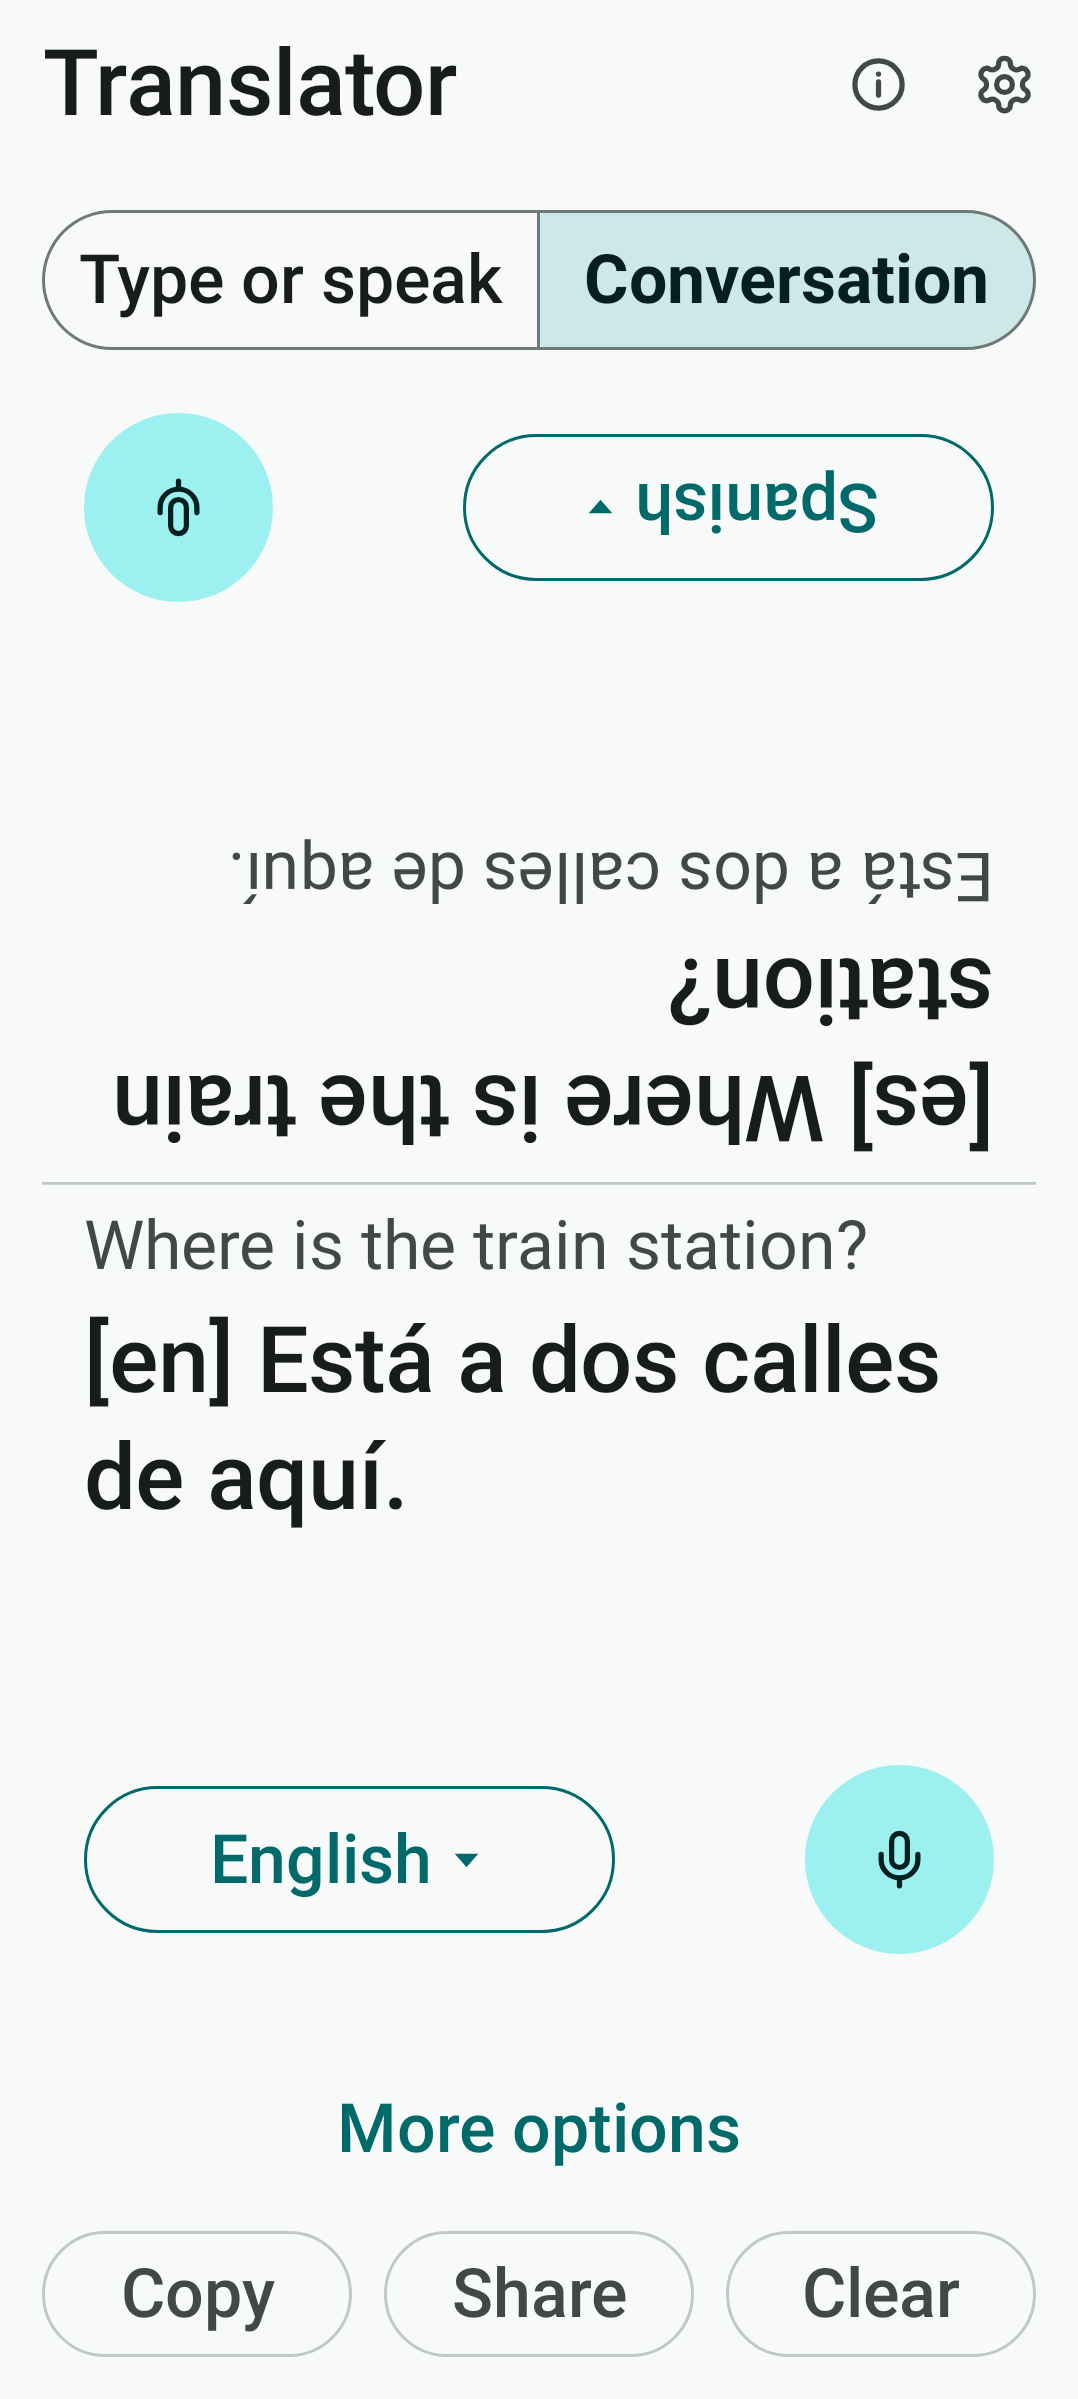 Translator
Type or speak
Conversation
Spanish
[es] Where is the train
station?
Está a dos calles de aquí.
Where is the train station?
[en] Está a dos calles
de aquí.
English
More options
Copy
Share
Clear